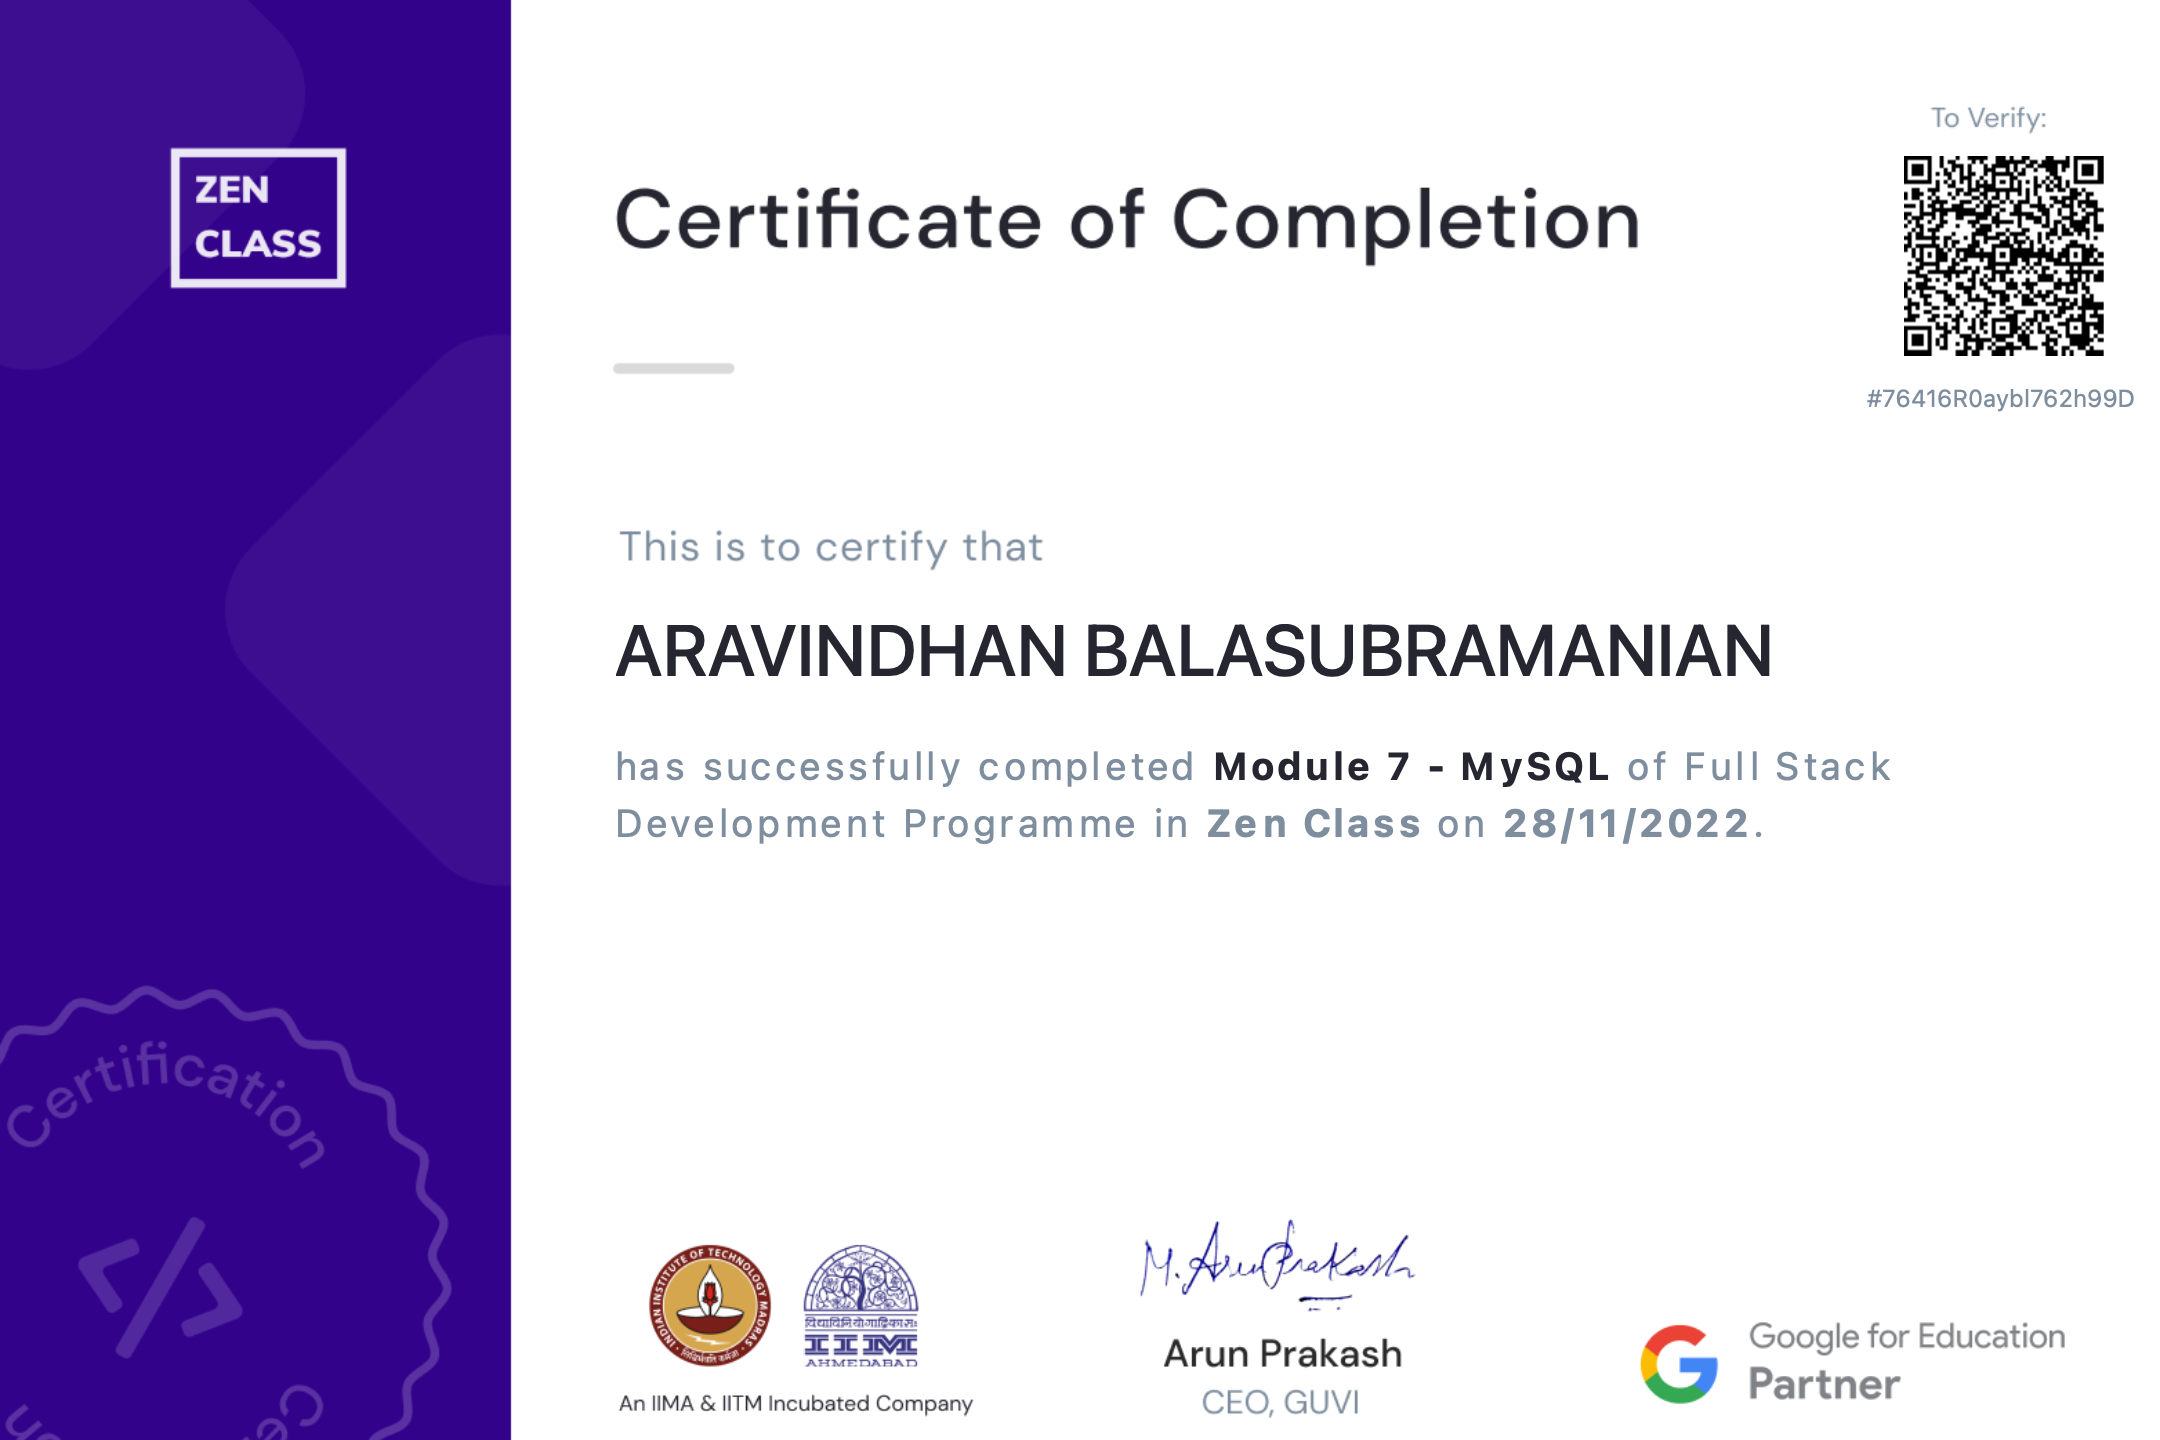 ZEN
CLASS
Certificate of Completion
To Verify:
#76416R0aybl762h99D
This is to certify that
ARAVINDHAN BALASUBRAMANIAN
has successfully completed Module 7 - MySQL of Full Stack
Development Programme in Zen Class on 28/11/2022.
Certification
</>
INDIAN INSTITUTE OF TECHNOLOGY MADRAS
IIM
AHMEDABAD
An IIMA & IITM Incubated Company
M. Arun Prakash
Arun Prakash
CEO, GUVI
Google for Education
Partner